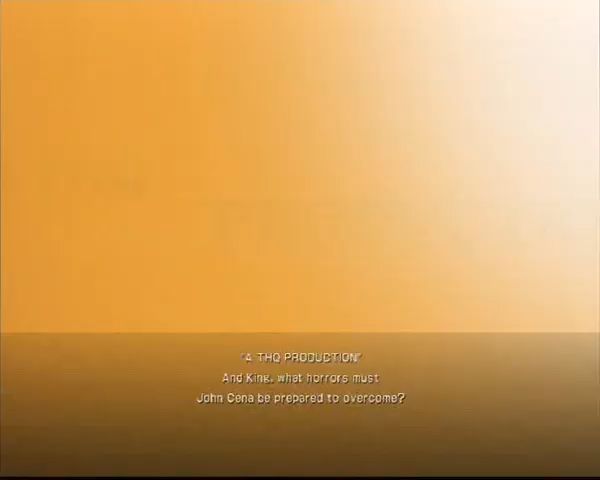 "A THQ PRODUCTION"
And King, what horrors must
John Cena be prepared to overcome?